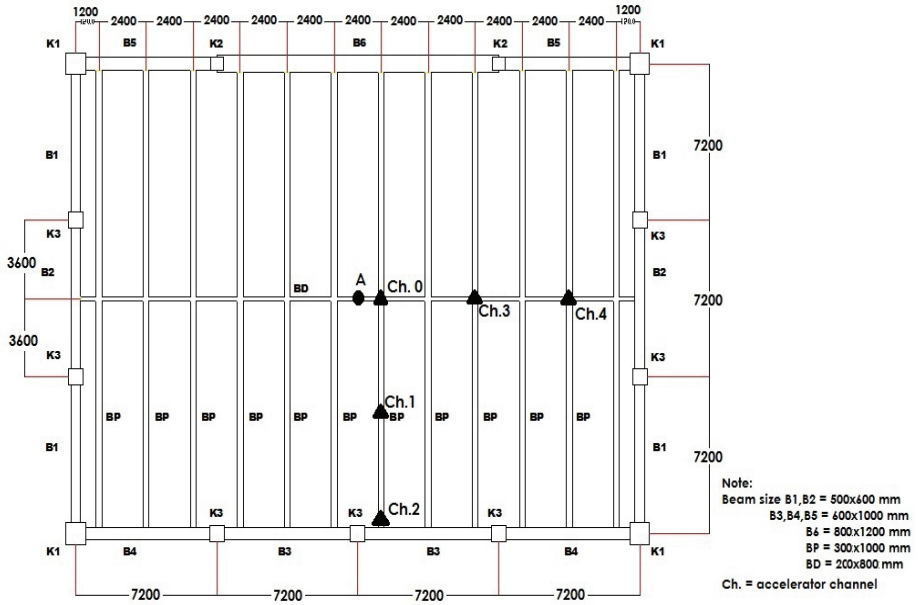 1200 2400 2400 2400 2400 2400 2400 2400 2400 2400 2400 2400 1200
K1 B5 K2 B6 K2 B5 K1
B1 B1 7200
K3 K3
3600 B2 BD A Ch. 0 B2
Ch.3 Ch.4 7200
3600 K3 K3
Ch.1
BP BP BP BP BP BP BP BP BP BP BP
B1 B1 7200
K3 K3 Ch.2 K3
K1 B4 B3 B3 B4 K1
7200 7200 7200 7200
Note:
Beam size B1,B2 = 500x600 mm
B3,B4,B5 = 600x1000 mm
B6 = 800x1200 mm
BP = 300x1000 mm
BD = 200x800 mm
Ch. = accelerator channel